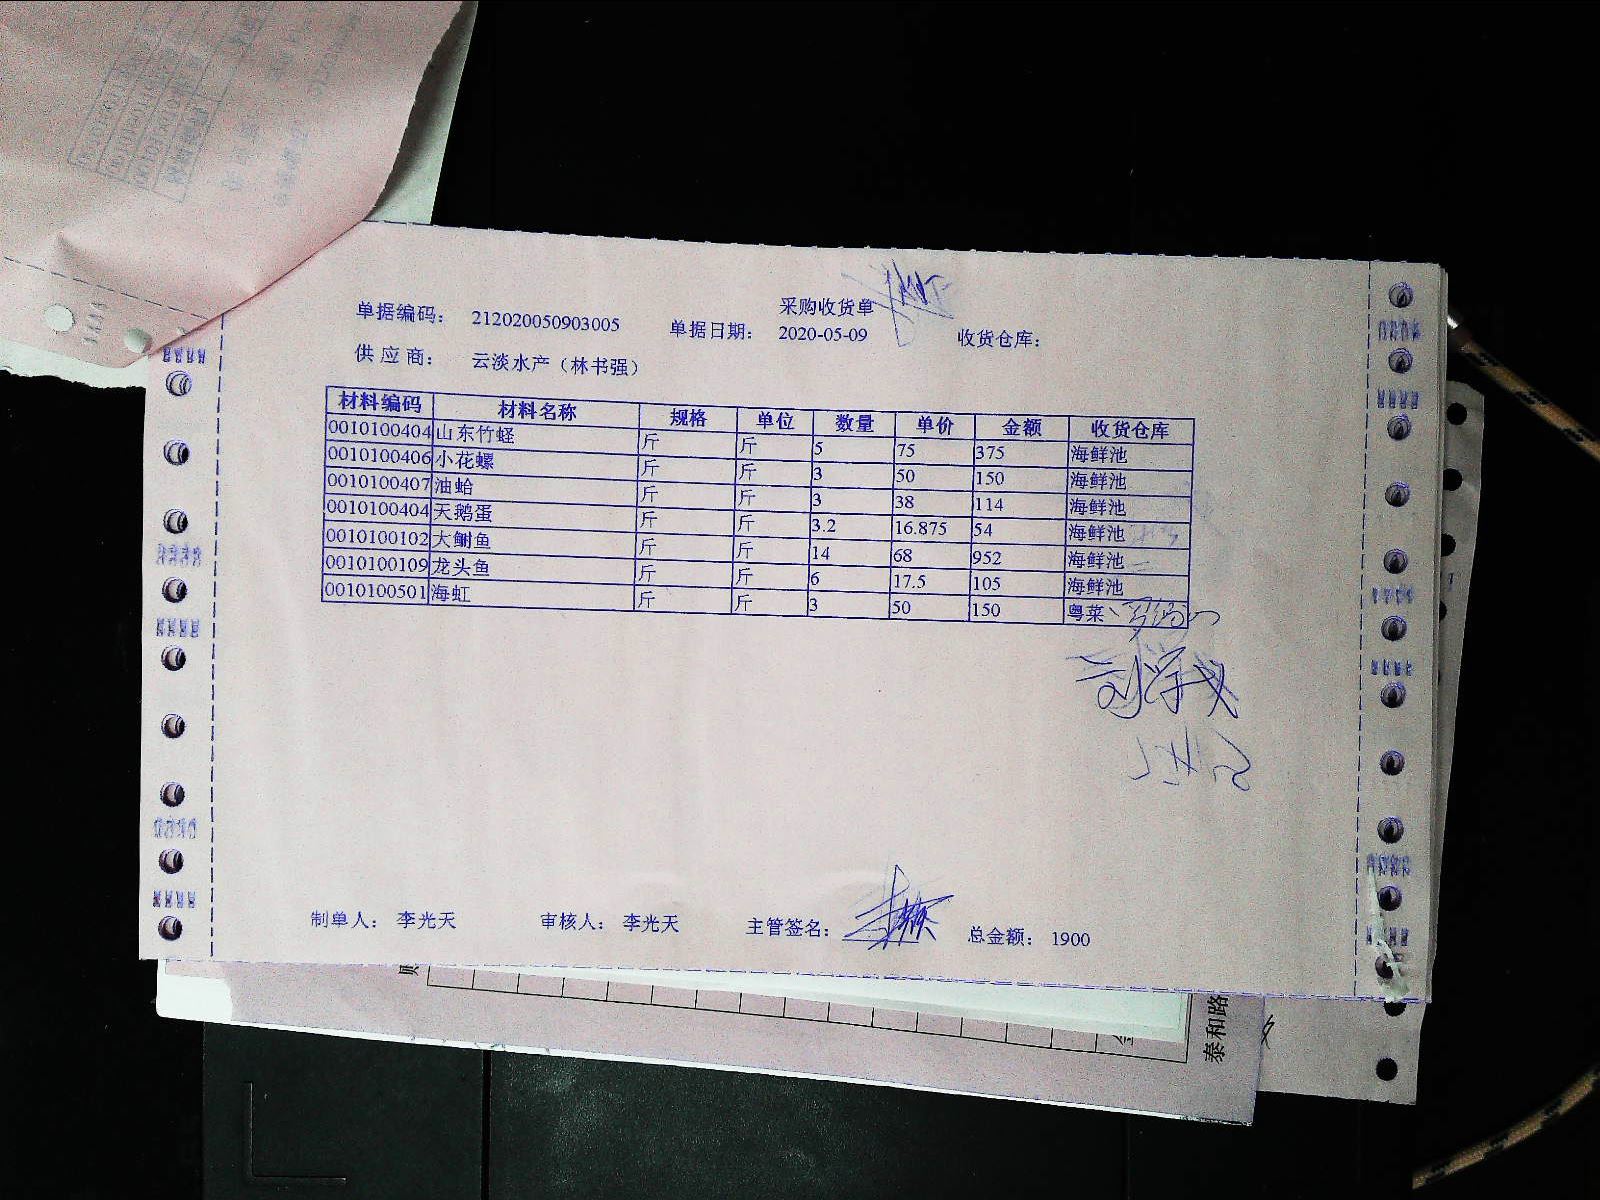 采购收货单
单据编码: 212020050903005 单据日期: 2020-05-09 收货仓库:
供应商: 云淡水产（林书强）
材料编码 材料名称 规格 单位 数量 单价 金额 收货仓库
0010100404 山东竹蛏 斤 斤 5 75 375 海鲜池
0010100406 小花螺 斤 斤 3 50 150 海鲜池
0010100407 油蛤 斤 斤 3 38 114 海鲜池
0010100404 天鹅蛋 斤 斤 3.2 16.875 54 海鲜池
0010100102 大鲋鱼 斤 斤 14 68 952 海鲜池
0010100109 龙头鱼 斤 斤 6 17.5 105 海鲜池
0010100501 海虹 斤 斤 3 50 150 粤菜
制单人: 李光天 审核人: 李光天 主管签名: 总金额: 1900
泰和路